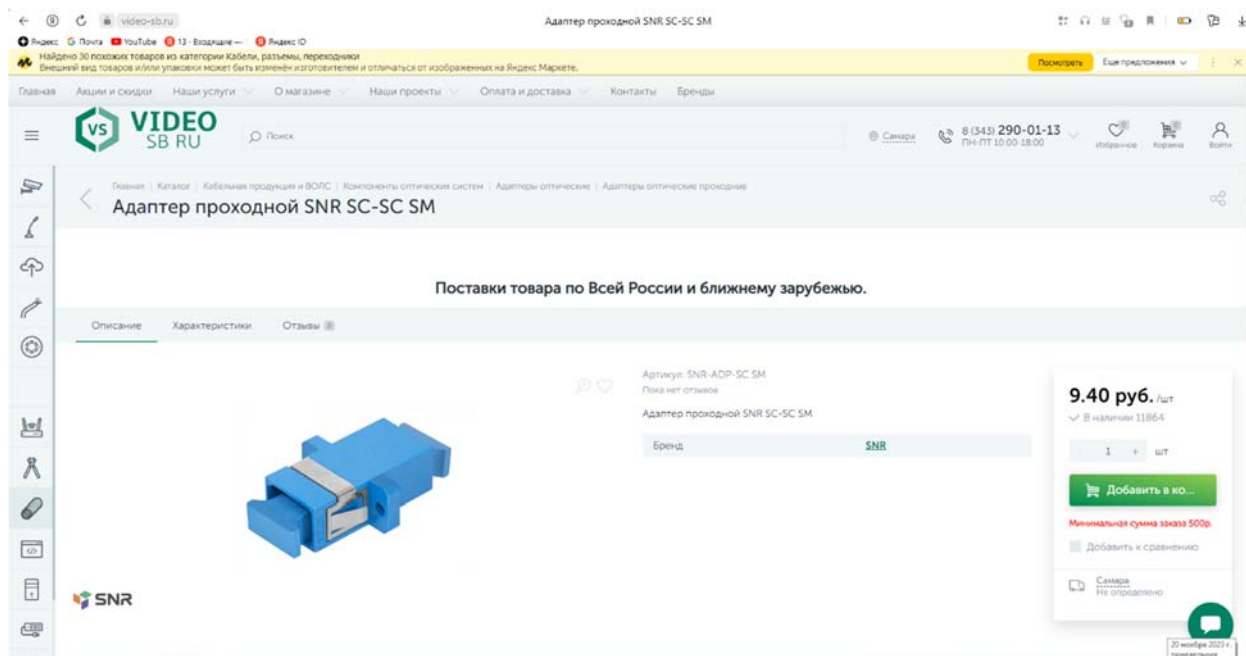 video-sb.ru
Адаптер проходной SNR SC-SC SM
Яндекс Почта YouTube 13 · Входящие — Яндекс ID
Найдено 30 похожих товаров из категории Кабели, разъемы, переходники
Внешний вид товаров и/или упаковки может быть изменён изготовителем и отличаться от изображенных на Яндекс Маркете.
Посмотреть Еще предложения
Главная Акции и скидки Наши услуги О магазине Наши проекты Оплата и доставка Контакты Бренды
VS VIDEO
SB RU
Поиск
Самара
8 (343) 290-01-13
ПН-ПТ 10:00-18:00
Избранное Корзина Войти
Главная | Каталог | Кабельная продукция и ВОЛС | Компоненты оптических систем | Адаптеры оптические | Адаптеры оптические проходные
Адаптер проходной SNR SC-SC SM
Поставки товара по Всей России и ближнему зарубежью.
Описание Характеристики Отзывы
Артикул: SNR-ADP-SC SM
Пока нет отзывов
Адаптер проходной SNR SC-SC SM
Бренд SNR
SNR
9.40 руб. /шт
В наличии 11864
- 1 + шт
Добавить в ко...
Минимальная сумма заказа 500р.
Добавить к сравнению
Самара
Не определено
понедельник